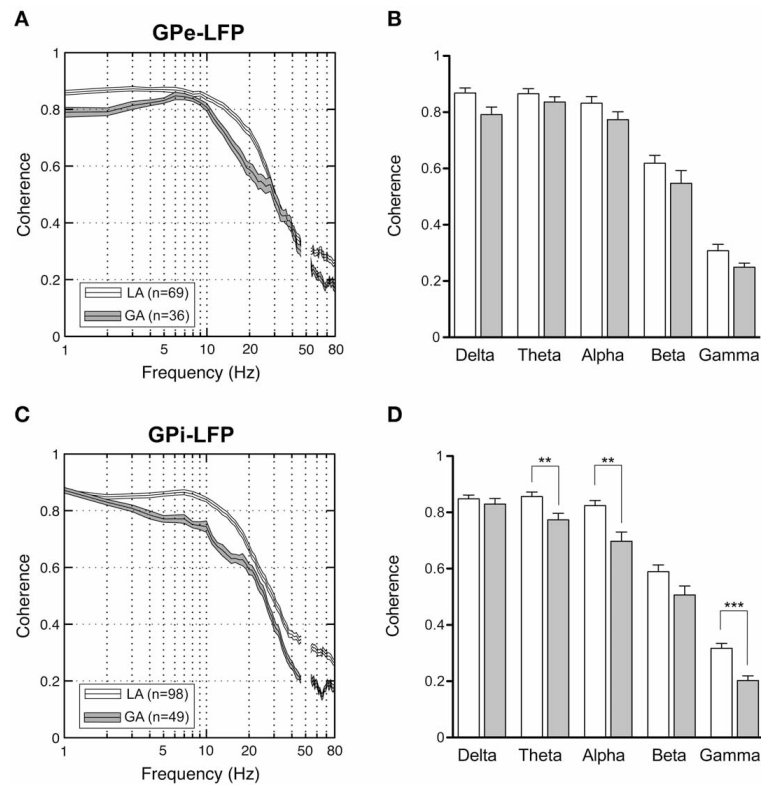 A
GPe-LFP
1
0.8
0.6
0.4
0.2
0
Coherence
LA (n=69)
GA (n=36)
1 5 10 20 50 80
Frequency (Hz)
B
1
0.8
0.6
0.4
0.2
0
Coherence
Delta Theta Alpha Beta Gamma
C
GPi-LFP
1
0.8
0.6
0.4
0.2
0
Coherence
LA (n=98)
GA (n=49)
1 5 10 20 50 80
Frequency (Hz)
D
1
0.8
0.6
0.4
0.2
0
Coherence
** ** ***
Delta Theta Alpha Beta Gamma